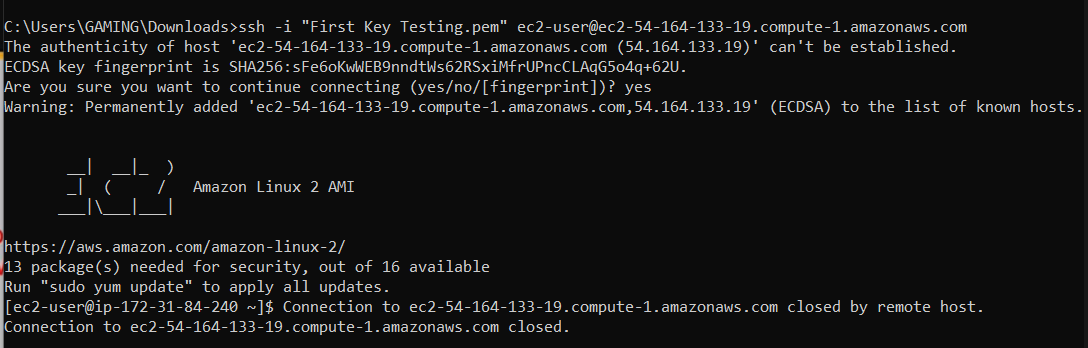 C:\Users\GAMING\Downloads>ssh -i "First Key Testing.pem" ec2-user@ec2-54-164-133-19.compute-1.amazonaws.com
The authenticity of host 'ec2-54-164-133-19.compute-1.amazonaws.com (54.164.133.19)' can't be established.
ECDSA key fingerprint is SHA256:sFe6oKwWEB9nndtWs62RSxiMfrUPncCLAqG5o4q+62U.
Are you sure you want to continue connecting (yes/no/[fingerprint])? yes
Warning: Permanently added 'ec2-54-164-133-19.compute-1.amazonaws.com,54.164.133.19' (ECDSA) to the list of known hosts.
       __|  __|_  )
       _|  (     /   Amazon Linux 2 AMI
      ___|\___|___|
https://aws.amazon.com/amazon-linux-2/
13 package(s) needed for security, out of 16 available
Run "sudo yum update" to apply all updates.
[ec2-user@ip-172-31-84-240 ~]$ Connection to ec2-54-164-133-19.compute-1.amazonaws.com closed by remote host.
Connection to ec2-54-164-133-19.compute-1.amazonaws.com closed.